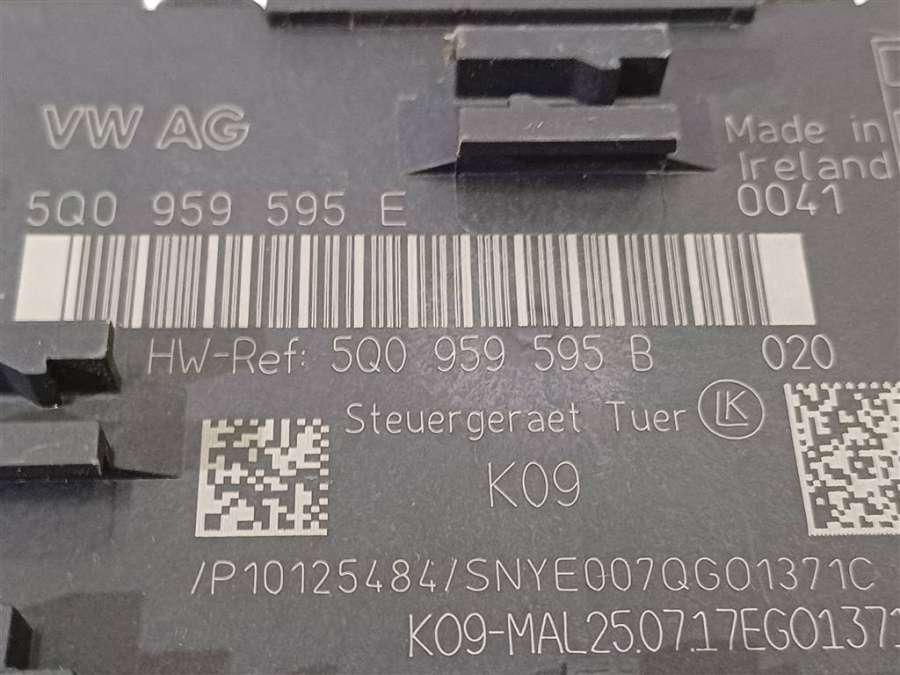 VW AG
Made in
Ireland
0041
5Q0 959 595 E
HW-Ref: 5Q0 959 595 B 020
Steuergeraet Tuer LK
K09
/P10125484/SNYE007QG01371C
K09-MAL25.07.17EG01371